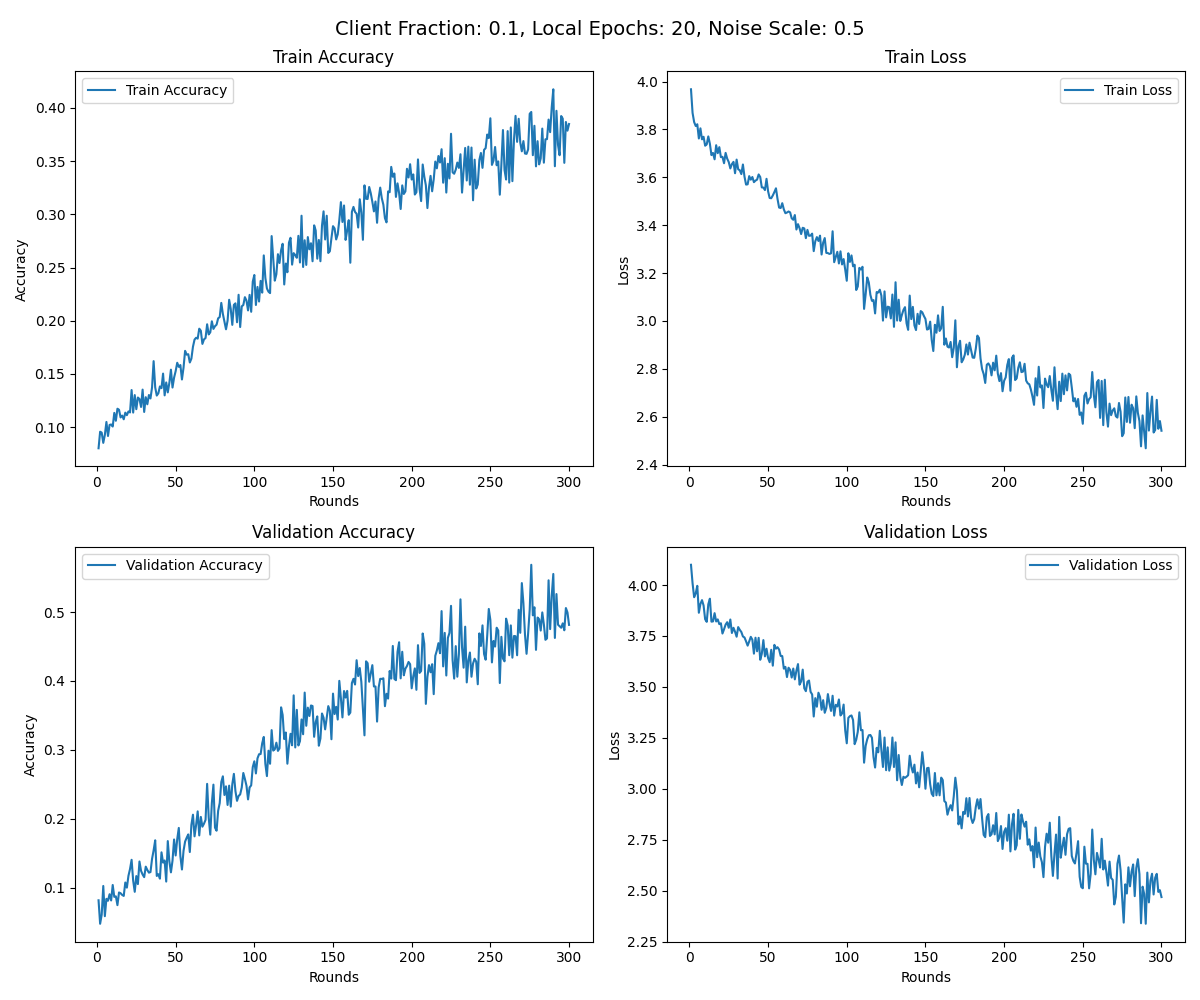 Client Fraction: 0.1, Local Epochs: 20, Noise Scale: 0.5
Train Accuracy
Train Accuracy
0.40
0.35
0.30
0.25
0.20
0.15
0.10
Accuracy
0 50 100 150 200 250 300
Rounds
Train Loss
Train Loss
4.0
3.8
3.6
3.4
3.2
3.0
2.8
2.6
2.4
Loss
0 50 100 150 200 250 300
Rounds
Validation Accuracy
Validation Accuracy
0.5
0.4
0.3
0.2
0.1
Accuracy
0 50 100 150 200 250 300
Rounds
Validation Loss
Validation Loss
4.00
3.75
3.50
3.25
3.00
2.75
2.50
2.25
Loss
0 50 100 150 200 250 300
Rounds